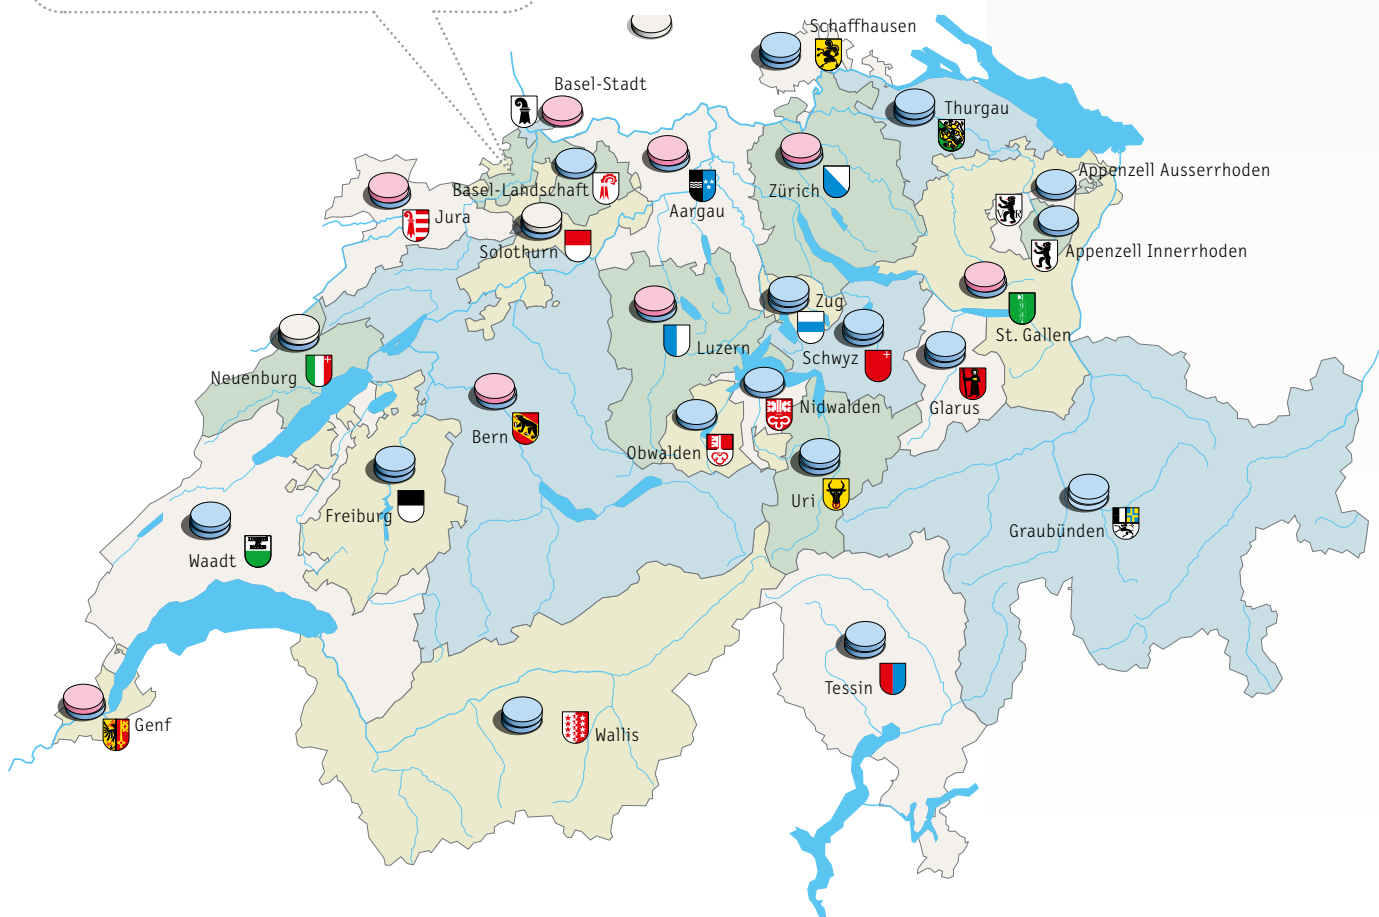 Schaffhausen
Basel-Stadt
Thurgau
Appenzell Ausserrhoden
Basel-Landschaft
Zürich
Aargau
Jura
Solothurn
Appenzell Innerrhoden
Zug
St. Gallen
Luzern
Schwyz
Neuenburg
Nidwalden
Glarus
Bern
Obwalden
Uri
Freiburg
Graubünden
Waadt
Tessin
Genf
Wallis